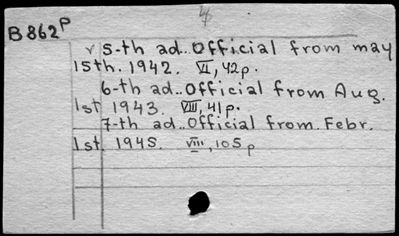 B862p
v 5-th ad. Official from may
15th. 1942. VI, 42p.
6-th ad.. Official from Aug.
1st 1943. VIII, 41p.
7-th ad.. Official from Febr.
1st. 1945. VIII, 105p